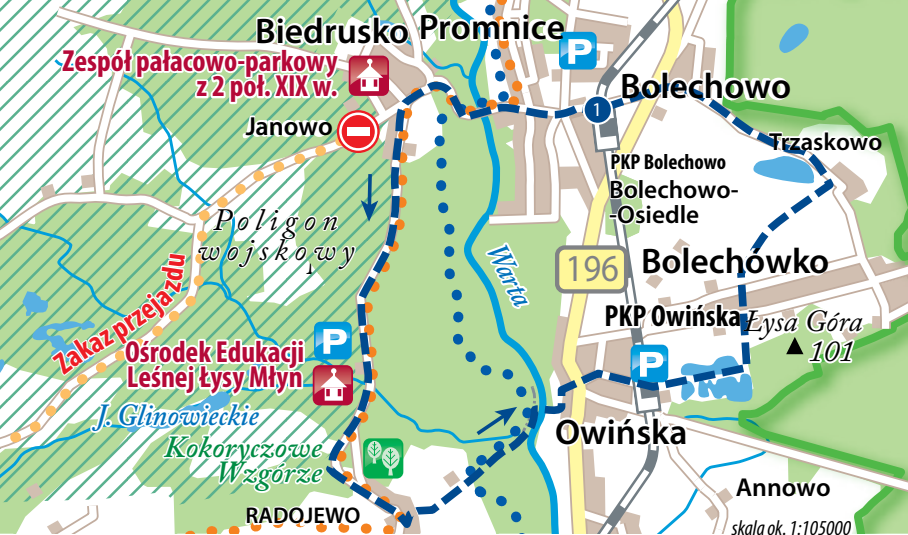 Biedrusko
Promnice
P
Zespół pałacowo-parkowy
z 2 poł. XIX w.
Bolechowo
1
Janowo
Trzaskowo
PKP Bolechowo
Bolechowo-
-Osiedle
Poligon
wojskowy
Warta
196
Bolechówko
Zakaz przejazdu
PKP Owińska
Łysa Góra
101
P
Ośrodek Edukacji
Leśnej Łysy Młyn
P
J. Glinowieckie
Kokoryczowe
Wzgórze
Owińska
Annowo
RADOJEWO
skala ok. 1:105000